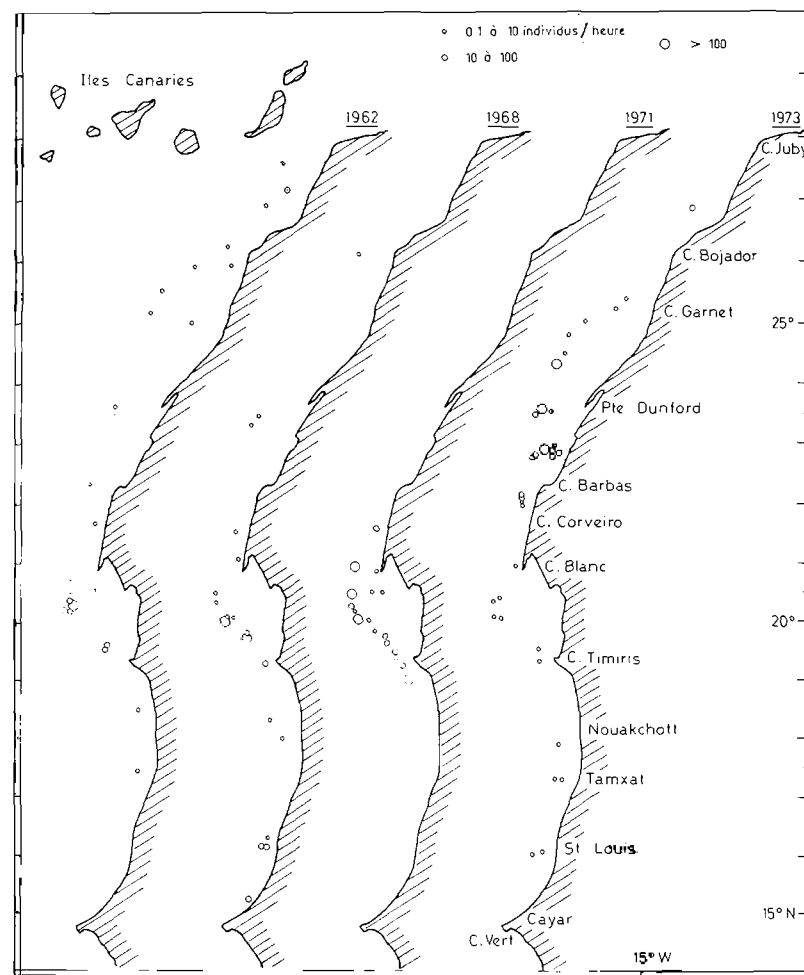 0.1 à 10 individus / heure
10 à 100
> 100
Iles Canaries
1962
1968
1971
1973
C. Juby
C. Bojador
C. Garnet
25°
Pte Dunford
C. Barbas
C. Corveiro
C. Blanc
20°
C. Timiris
Nouakchott
Tamxat
St Louis
15° N
Cayar
C. Vert
15° W